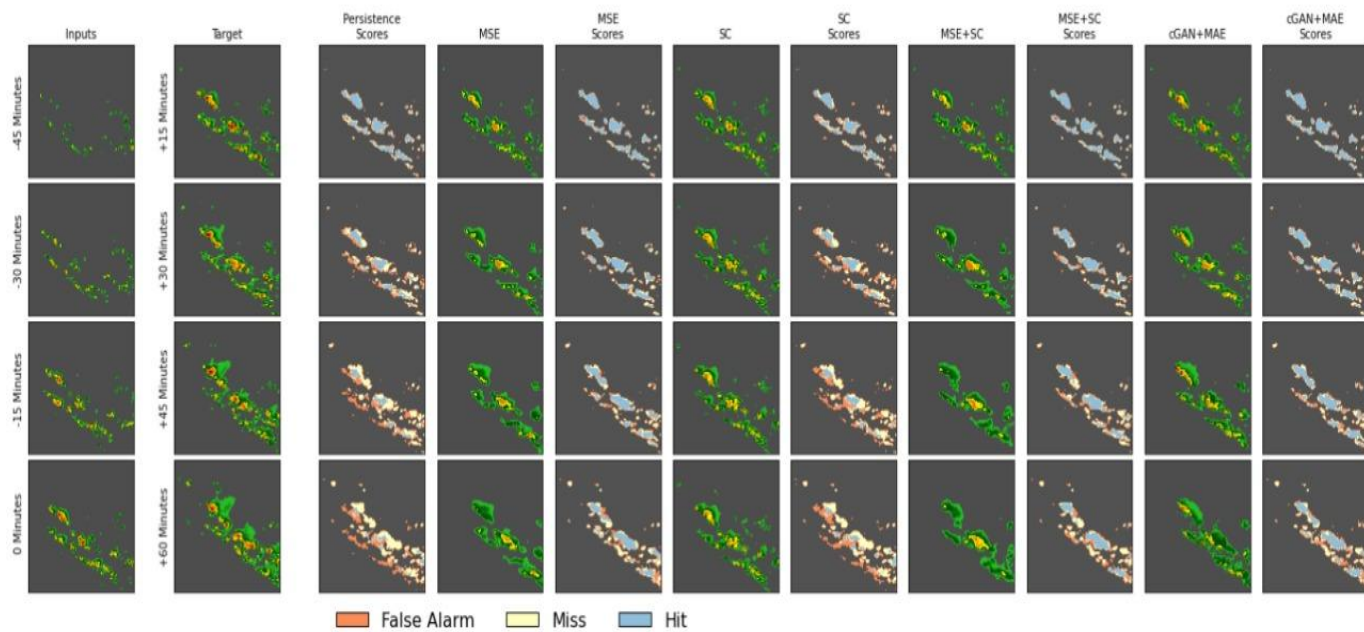 Inputs
Target
Persistence
Scores
MSE
MSE
Scores
SC
SC
Scores
MSE+SC
MSE+SC
Scores
cGAN+MAE
cGAN+MAE
Scores
-45 Minutes
+15 Minutes
-30 Minutes
+30 Minutes
-15 Minutes
+45 Minutes
0 Minutes
+60 Minutes
False Alarm
Miss
Hit